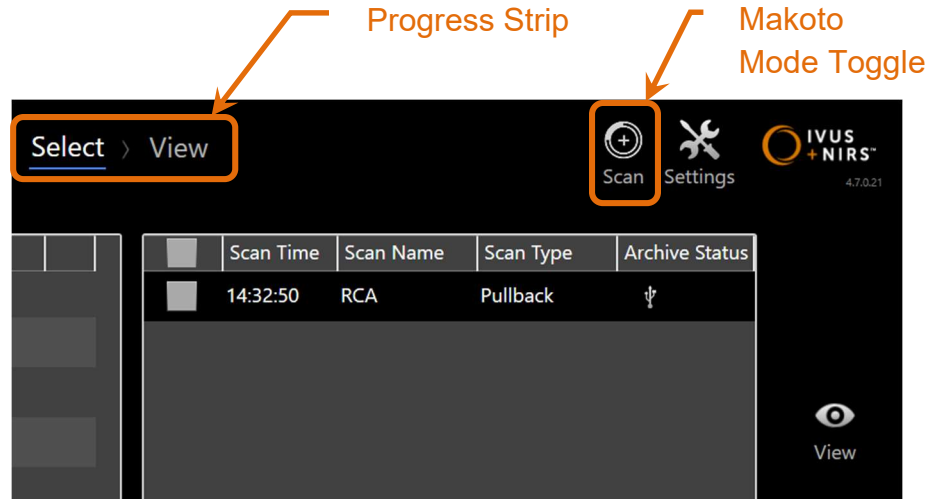 Progress Strip
Makoto
Mode Toggle
Select > View
Scan
Settings
IVUS
+NIRS™
4.7.0.21
Scan Time Scan Name Scan Type Archive Status
14:32:50 RCA Pullback
View